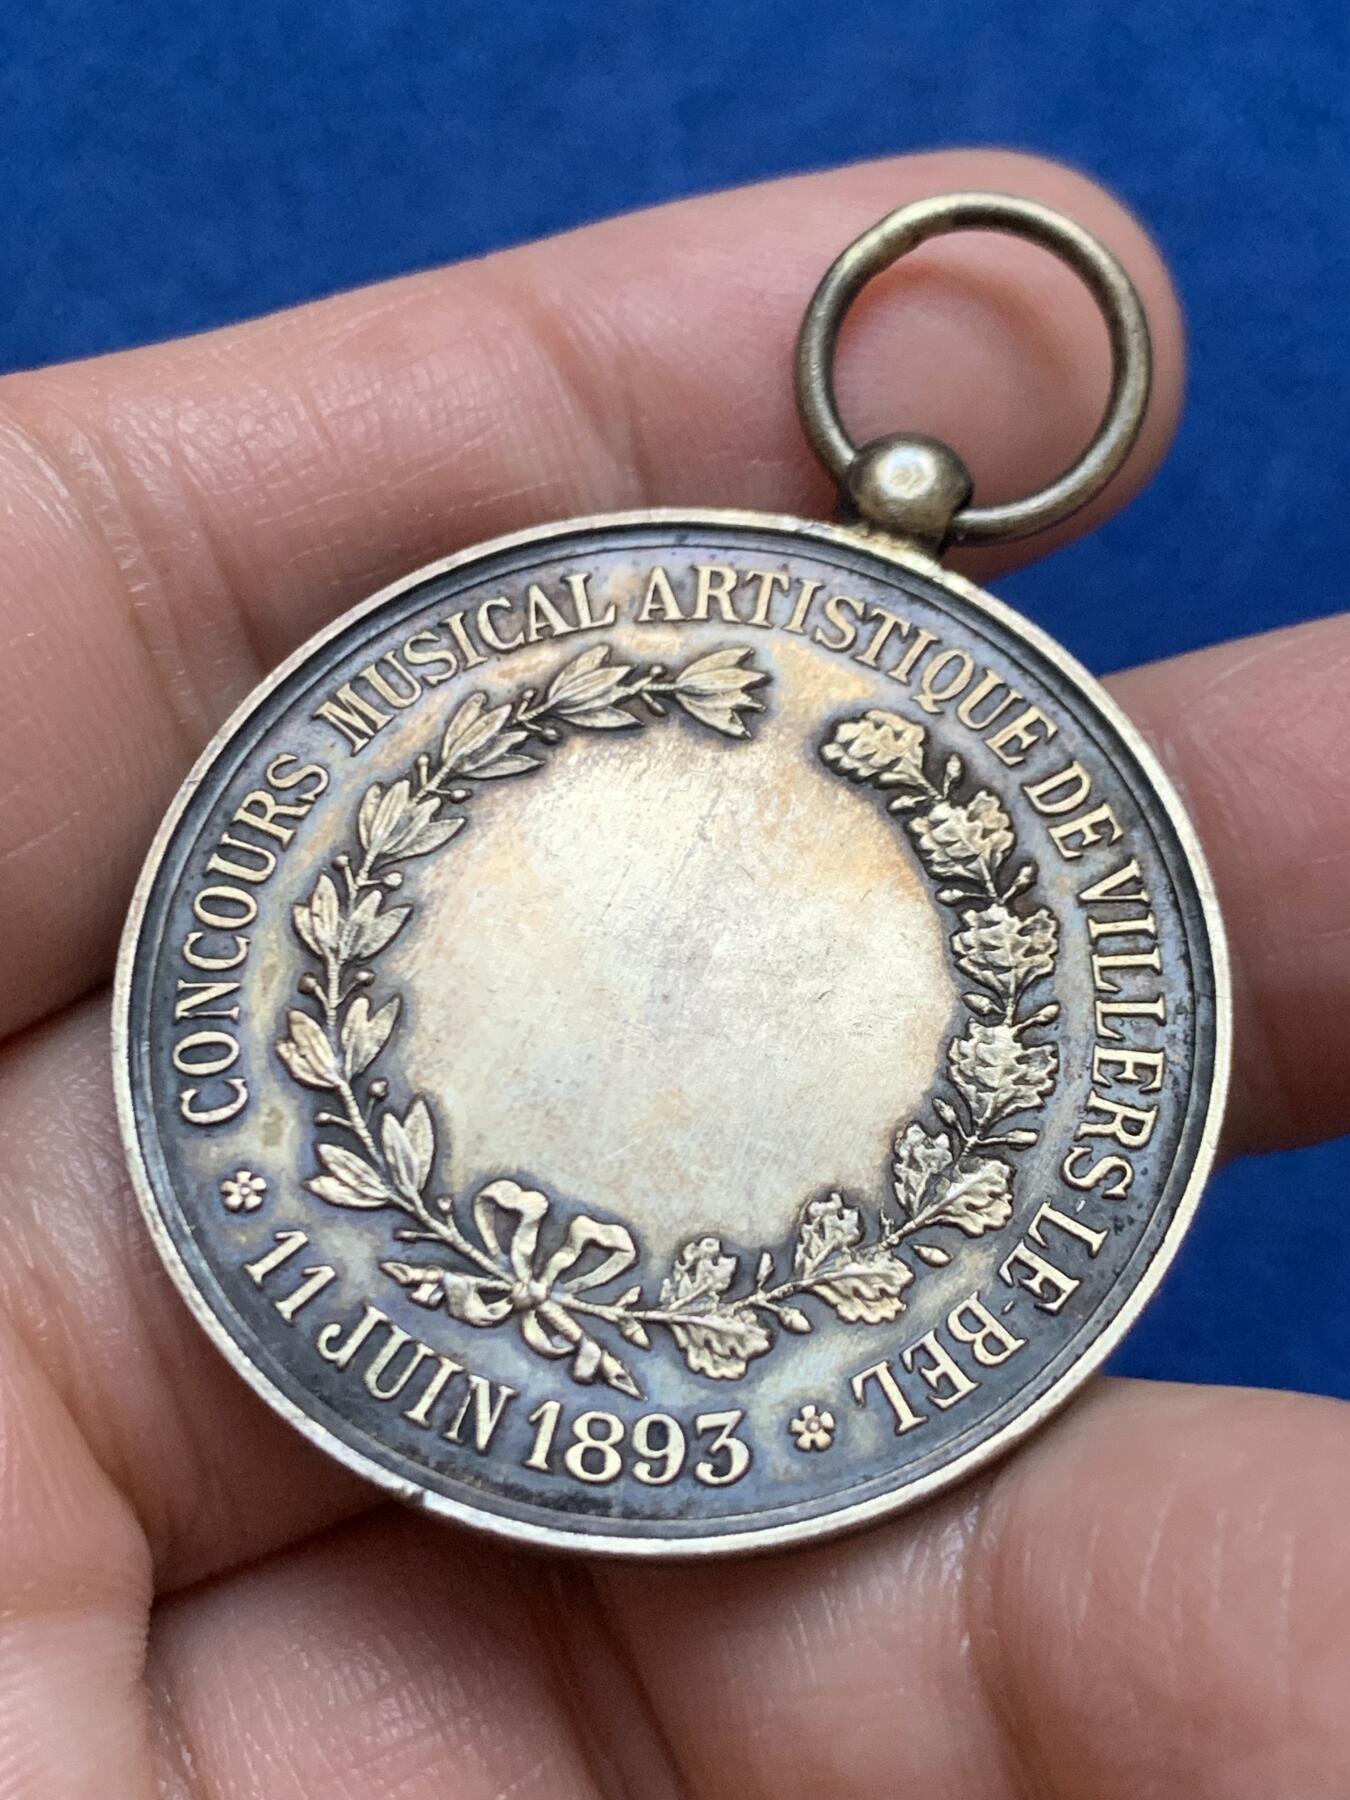 CONCOURS MUSICAL ARTISTIQUE DE VILLERS-LE-BEL
11 JUIN 1893